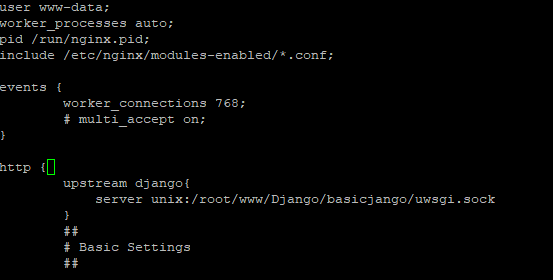 user www-data;
worker_processes auto;
pid /run/nginx.pid;
include /etc/nginx/modules-enabled/*.conf;
events {
worker_connections 768;
# multi_accept on;
}
http {
upstream django{
server unix:/root/www/Django/basicjango/uwsgi.sock
}
##
# Basic Settings
##